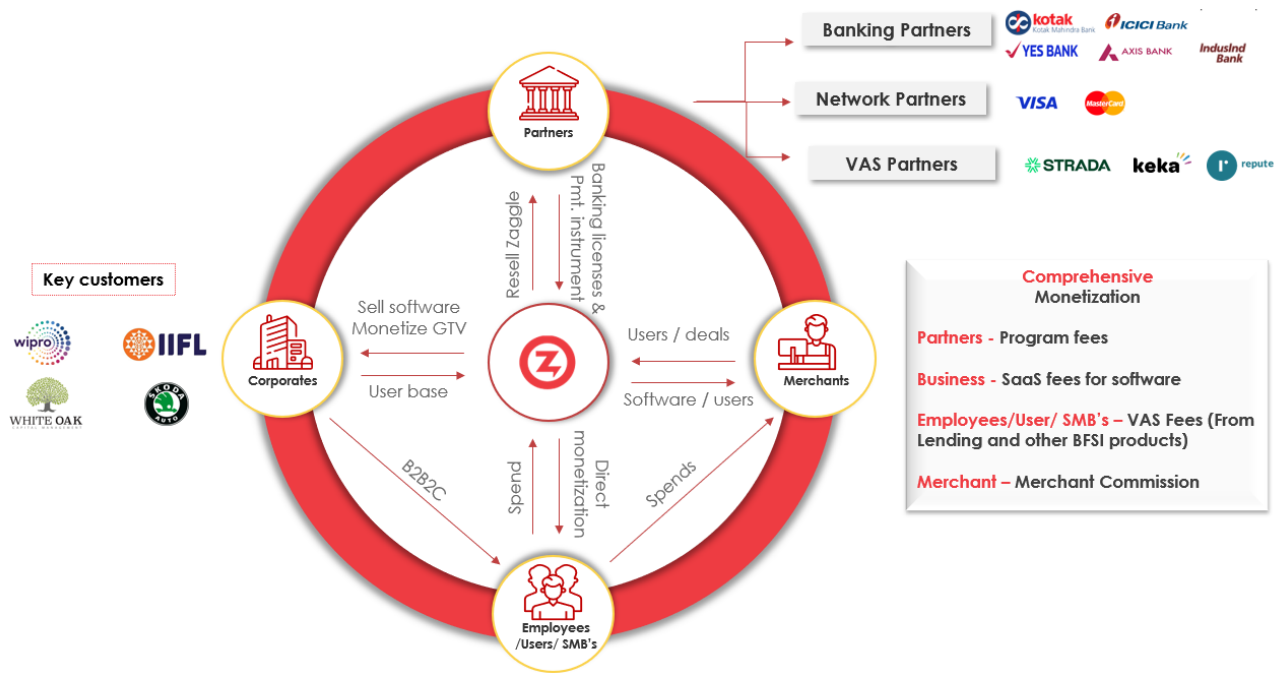 Banking Partners
kotak
Kotak Mahindra Bank
ICICI Bank
YES BANK
AXIS BANK
IndusInd
Bank
Network Partners
VISA
MasterCard
VAS Partners
STRADA
keka
r
repute
Partners
Resell Zaggle
Banking licenses &
Pmt. instrument
Key customers
wipro
IIFL
WHITE OAK
CAPITAL MANAGEMENT
ŠKODA
AUTO
Corporates
Sell software
Monetize GTV
User base
Z
Users / deals
Software / users
Merchants
B2B2C
Spend
Direct
monetization
Spends
Employees
/Users/ SMB's
Comprehensive
Monetization
Partners - Program fees
Business - SaaS fees for software
Employees/User/ SMB's – VAS Fees (From
Lending and other BFSI products)
Merchant – Merchant Commission